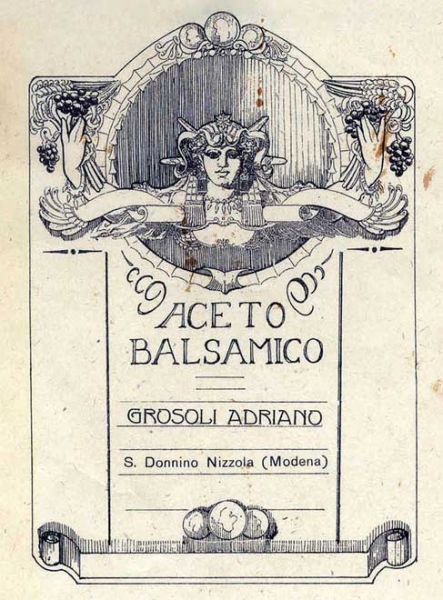 ACETO
BALSAMICO
GROSOLI ADRIANO
S. Donnino Nizzola (Modena)